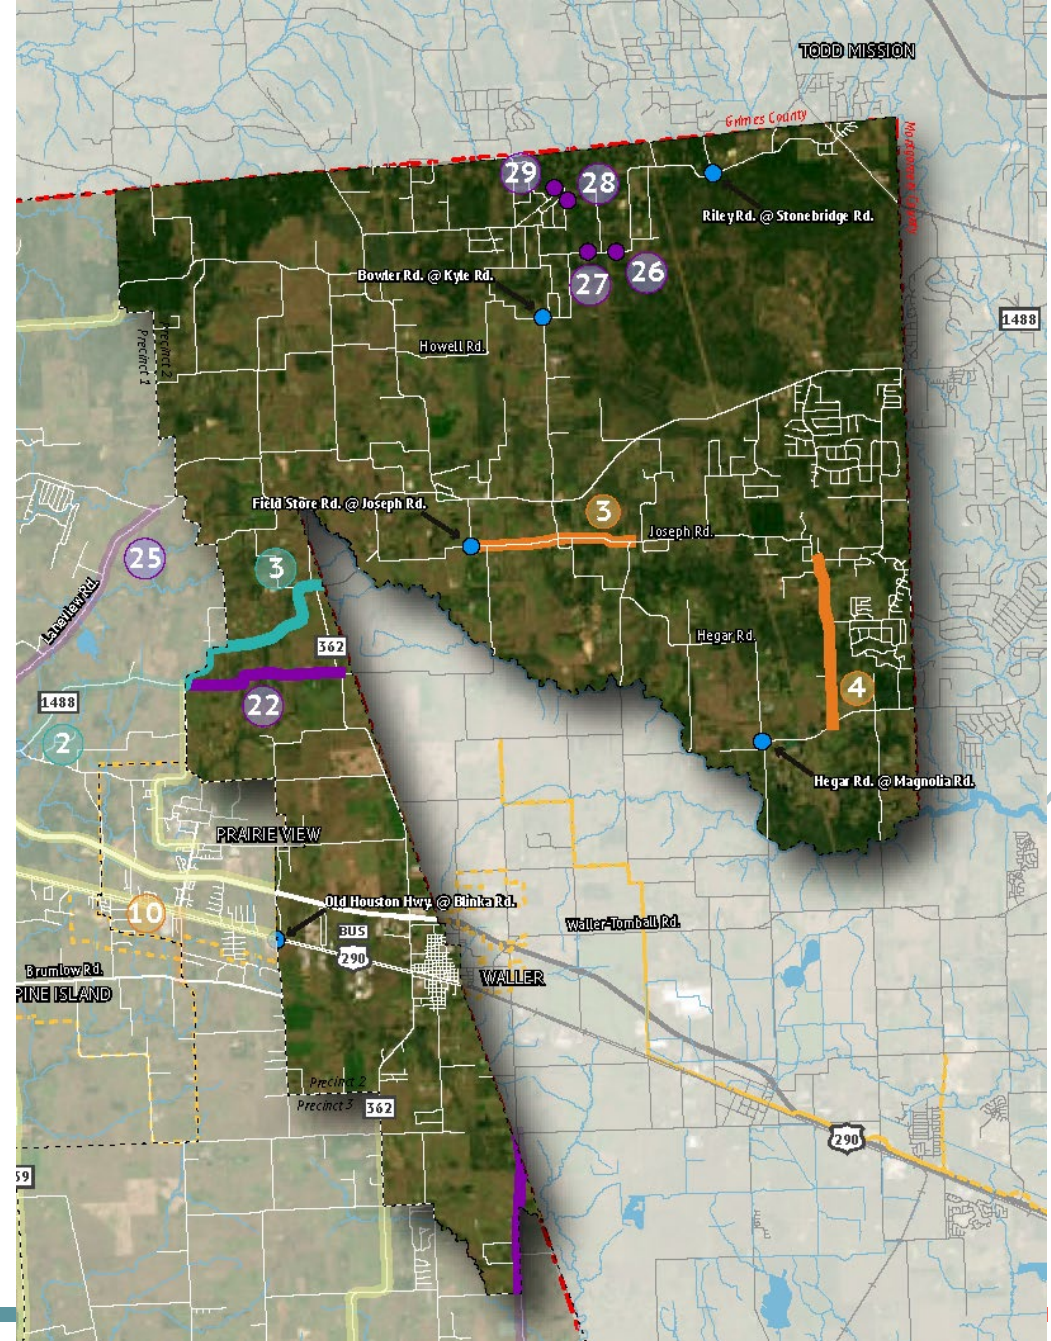 TODD MISSION
Grimes County
Montgomery County
29
28
Riley Rd. @ Stonebridge Rd.
Bowler Rd. @ Kyle Rd.
27
26
1488
Precinct 2
Precinct 1
Howell Rd.
Field Store Rd. @ Joseph Rd.
3
Joseph Rd.
25
3
Laneview Rd.
362
Hegar Rd.
4
1488
22
2
Hegar Rd. @ Magnolia Rd.
PRAIRIE VIEW
10
Old Houston Hwy. @ Blinka Rd.
BUS
290
Waller-Tomball Rd.
Brumlow Rd.
WALLER
PINE ISLAND
Precinct 2
Precinct 3
362
290
59